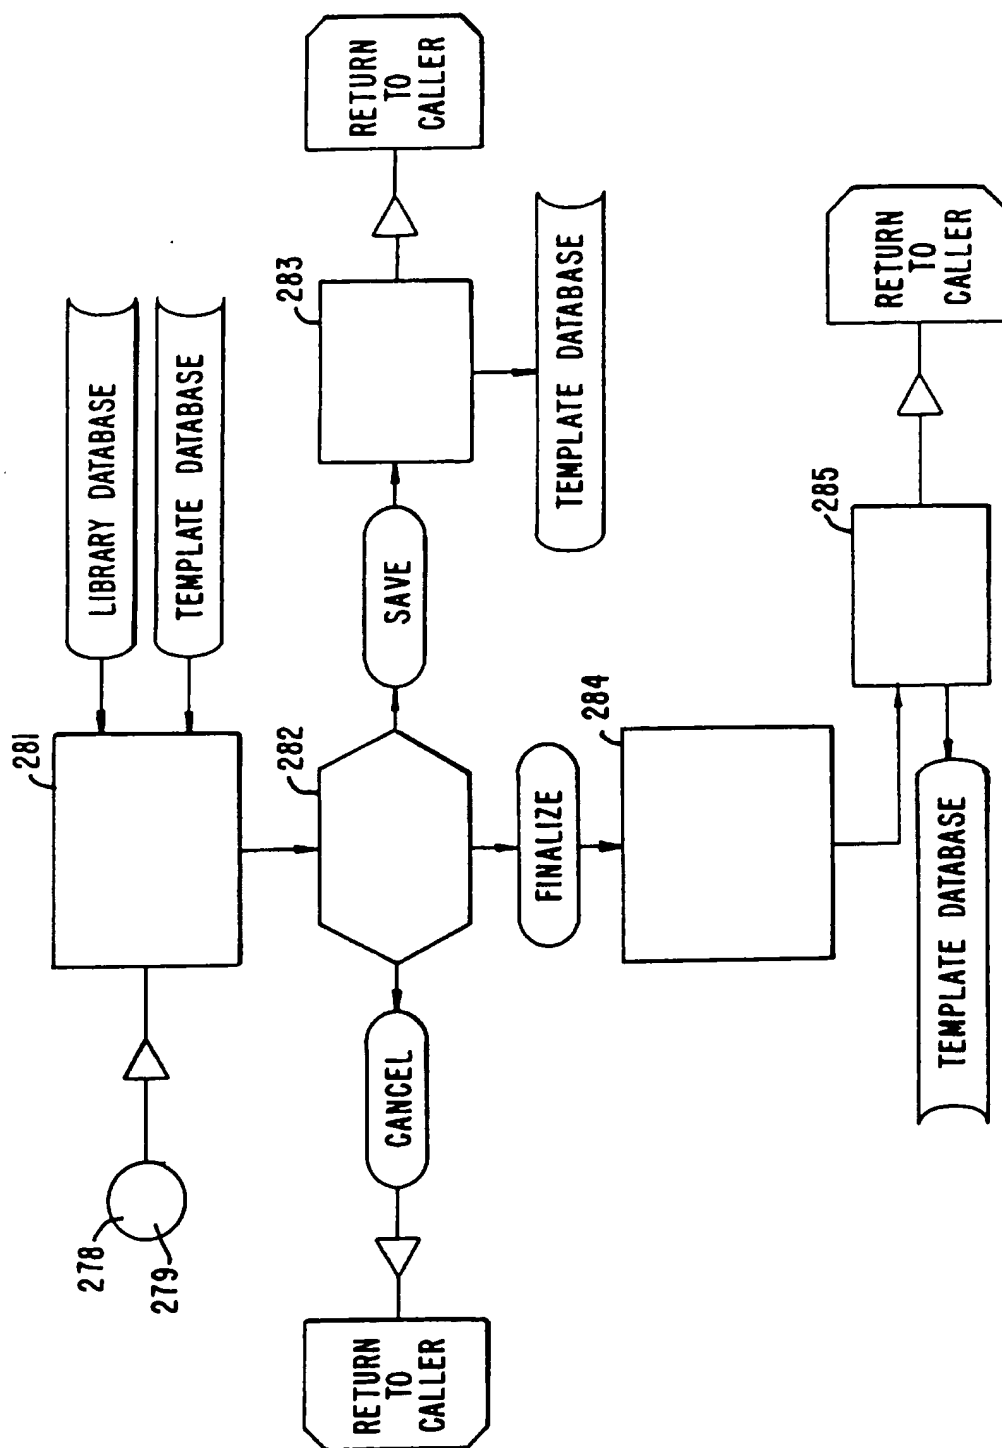 281
278
279
LIBRARY DATABASE
TEMPLATE DATABASE
282
283
RETURN
TO
CALLER
CANCEL
SAVE
RETURN
TO
CALLER
FINALIZE
TEMPLATE DATABASE
284
285
RETURN
TO
CALLER
TEMPLATE DATABASE